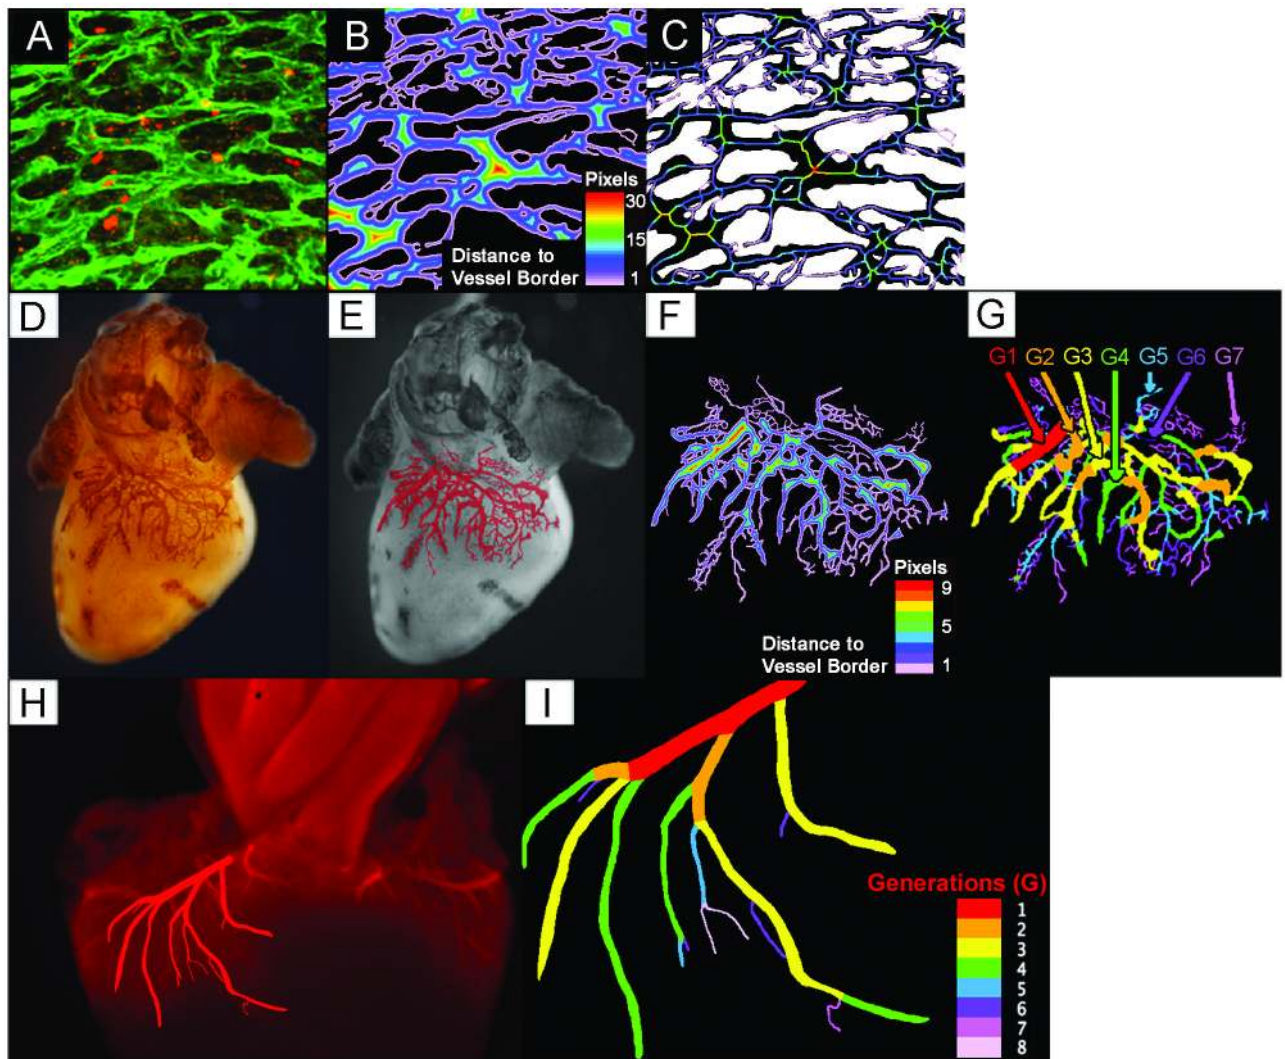 A
B
C
Pixels
30
15
1
Distance to
Vessel Border
D
E
F
G
G1 G2 G3 G4 G5 G6 G7
Pixels
9
5
1
Distance to
Vessel Border
H
I
Generations (G)
1
2
3
4
5
6
7
8